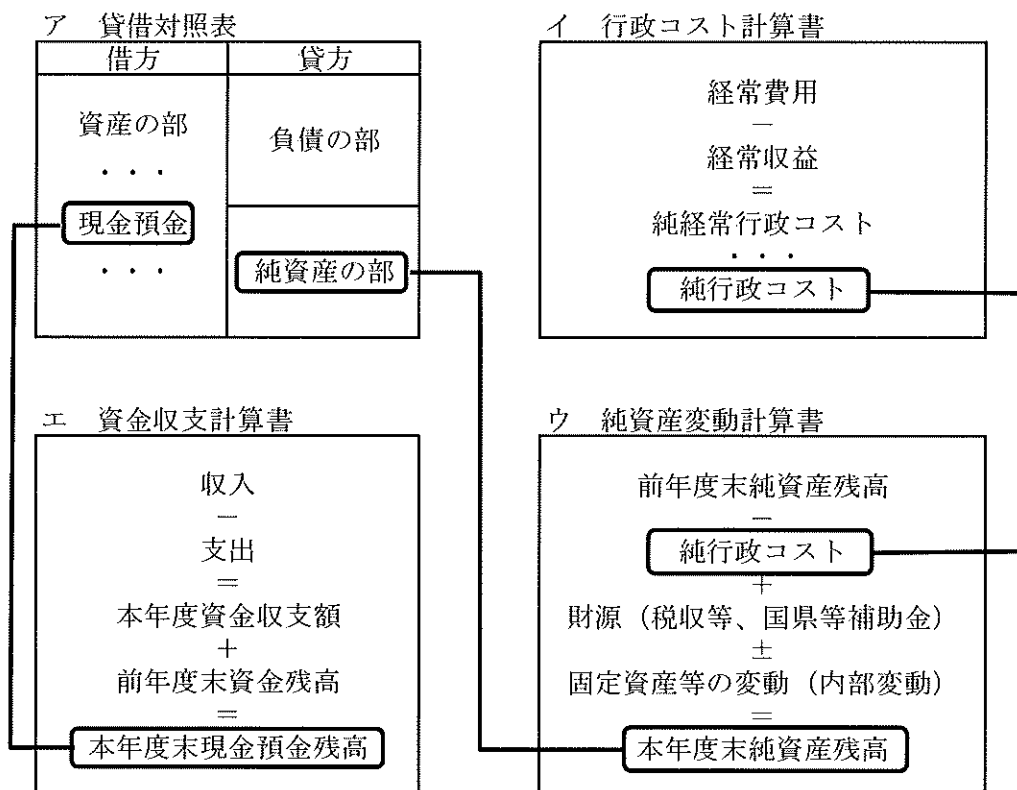 ア 貸借対照表
借方 貸方
資産の部
・・・
現金預金
・・・
負債の部
純資産の部
イ 行政コスト計算書
経常費用
－
経常収益
＝
純経常行政コスト
・・・
純行政コスト
エ 資金収支計算書
収入
－
支出
＝
本年度資金収支額
＋
前年度末資金残高
＝
本年度末現金預金残高
ウ 純資産変動計算書
前年度末純資産残高
－
純行政コスト
＋
財源（税収等、国県等補助金）
±
固定資産等の変動（内部変動）
＝
本年度末純資産残高